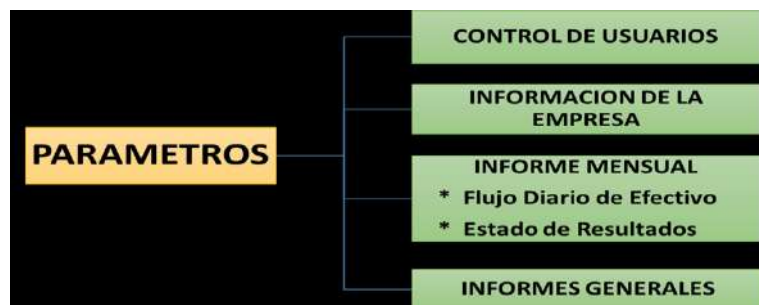 PARAMETROS
CONTROL DE USUARIOS
INFORMACION DE LA
EMPRESA
INFORME MENSUAL
* Flujo Diario de Efectivo
* Estado de Resultados
INFORMES GENERALES